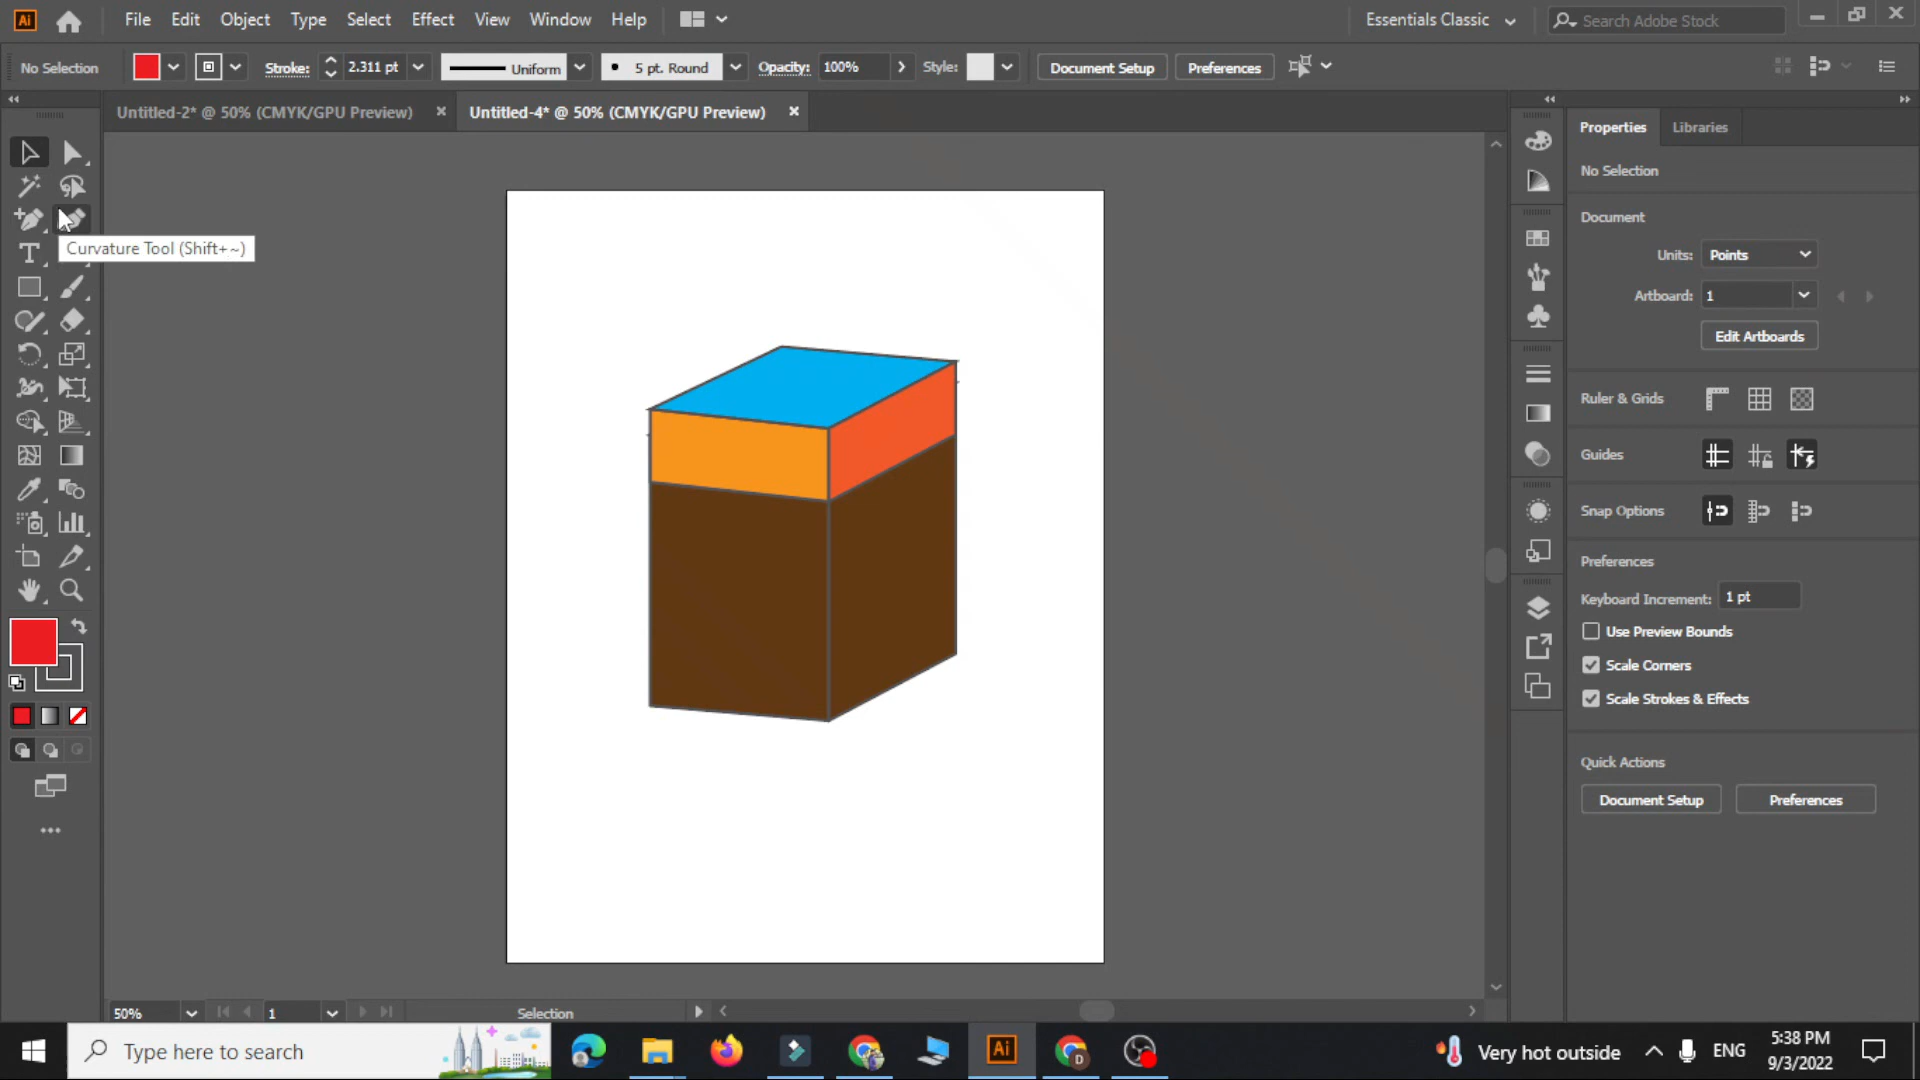 Ai File Edit Object Type Select Effect View Window Help Essentials Classic Search Adobe Stock
No Selection Stroke: 2.311 pt Uniform 5 pt. Round Opacity: 100% Style: Document Setup Preferences
Untitled-2* @ 50% (CMYK/GPU Preview) Untitled-4* @ 50% (CMYK/GPU Preview)
Properties Libraries
No Selection
Document
Curvature Tool (Shift+~)
Units: Points
Artboard: 1
Edit Artboards
Ruler & Grids
Guides
Snap Options
Preferences
Keyboard Increment: 1 pt
Use Preview Bounds
Scale Corners
Scale Strokes & Effects
Quick Actions
Document Setup Preferences
50% 1 Selection
Type here to search Ai D Very hot outside ENG 5:38 PM
9/3/2022